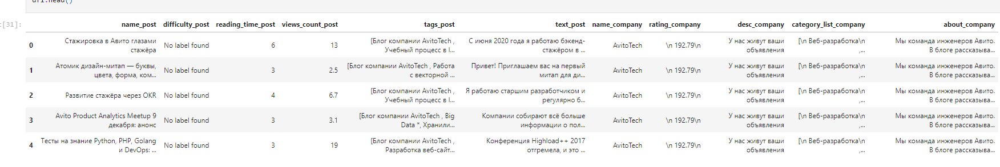 df1.head()
t[31]:
name_post difficulty_post reading_time_post views_count_post tags_post text_post name_company rating_company desc_company category_list_company about_company
0 Стажировка в Авито глазами стажёра No label found 6 13 [Блог компании AvitoTech , Учебный процесс в I... С июня 2020 года я работаю бэкенд-стажёром в ... AvitoTech \n 192.79\n У нас живут ваши объявления [\n Веб-разработка\n ,... Мы команда инженеров Авито. В блоге рассказыва...
1 Атомик дизайн-митап — буквы, цвета, форма, ком... No label found 3 2.5 [Блог компании AvitoTech , Работа с векторной ... Привет! Приглашаем вас на первый митап для ди... AvitoTech \n 192.79\n У нас живут ваши объявления [\n Веб-разработка\n ,... Мы команда инженеров Авито. В блоге рассказыва...
2 Развитие стажёра через OKR No label found 4 6.7 [Блог компании AvitoTech , Учебный процесс в I... Я работаю старшим разработчиком и регулярно б... AvitoTech \n 192.79\n У нас живут ваши объявления [\n Веб-разработка\n ,... Мы команда инженеров Авито. В блоге рассказыва...
3 Avito Product Analytics Meetup 9 декабря: анонс No label found 3 3.1 [Блог компании AvitoTech , Big Data *, Хранили... Компании собирают всё больше информации о пол... AvitoTech \n 192.79\n У нас живут ваши объявления [\n Веб-разработка\n ,... Мы команда инженеров Авито. В блоге рассказыва...
4 Тесты на знание Python, PHP, Golang и DevOps: ... No label found 3 19 [Блог компании AvitoTech , Разработка веб-сайт... Конференция Highload++ 2017 отгремела, и это ... AvitoTech \n 192.79\n У нас живут ваши объявления [\n Веб-разработка\n ,... Мы команда инженеров Авито. В блоге рассказыва...